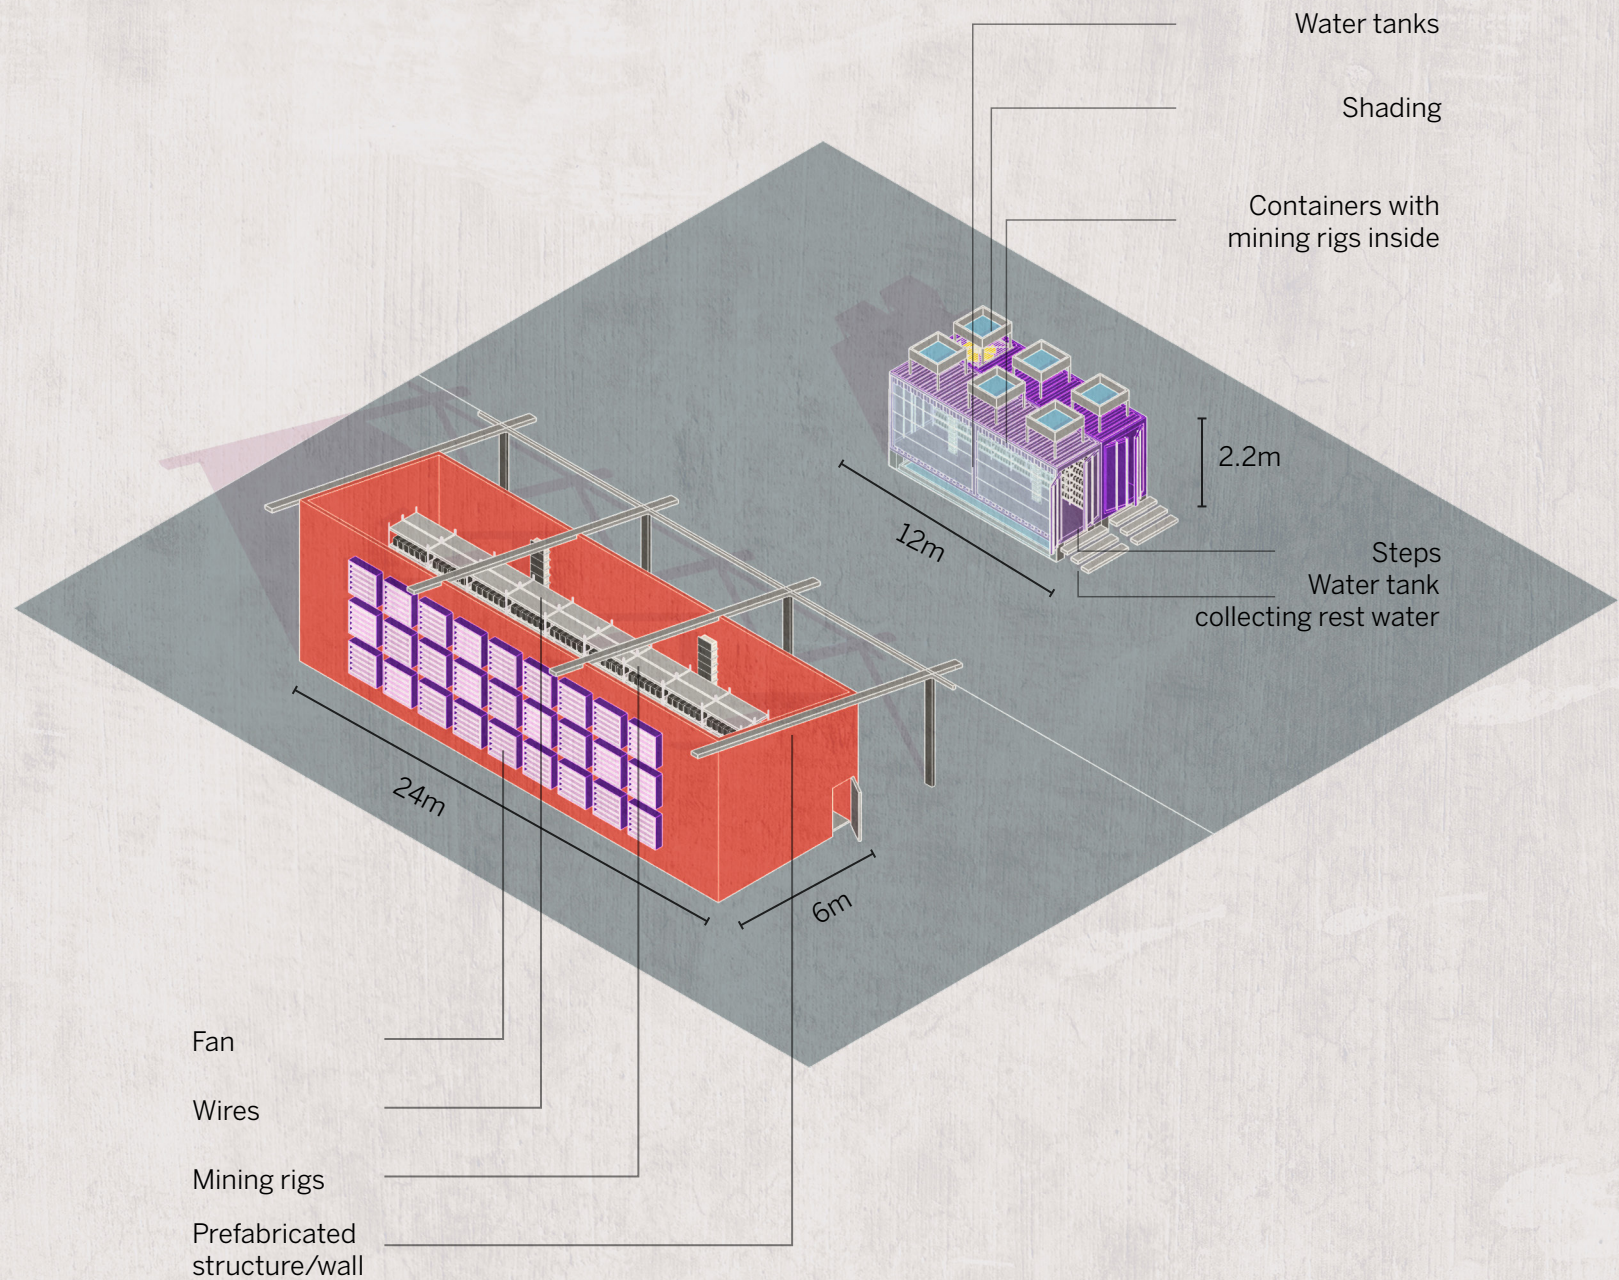 Water tanks
Shading
Containers with
mining rigs inside
2.2m
12m
Steps
Water tank
collecting rest water
24m
6m
Fan
Wires
Mining rigs
Prefabricated
structure/wall